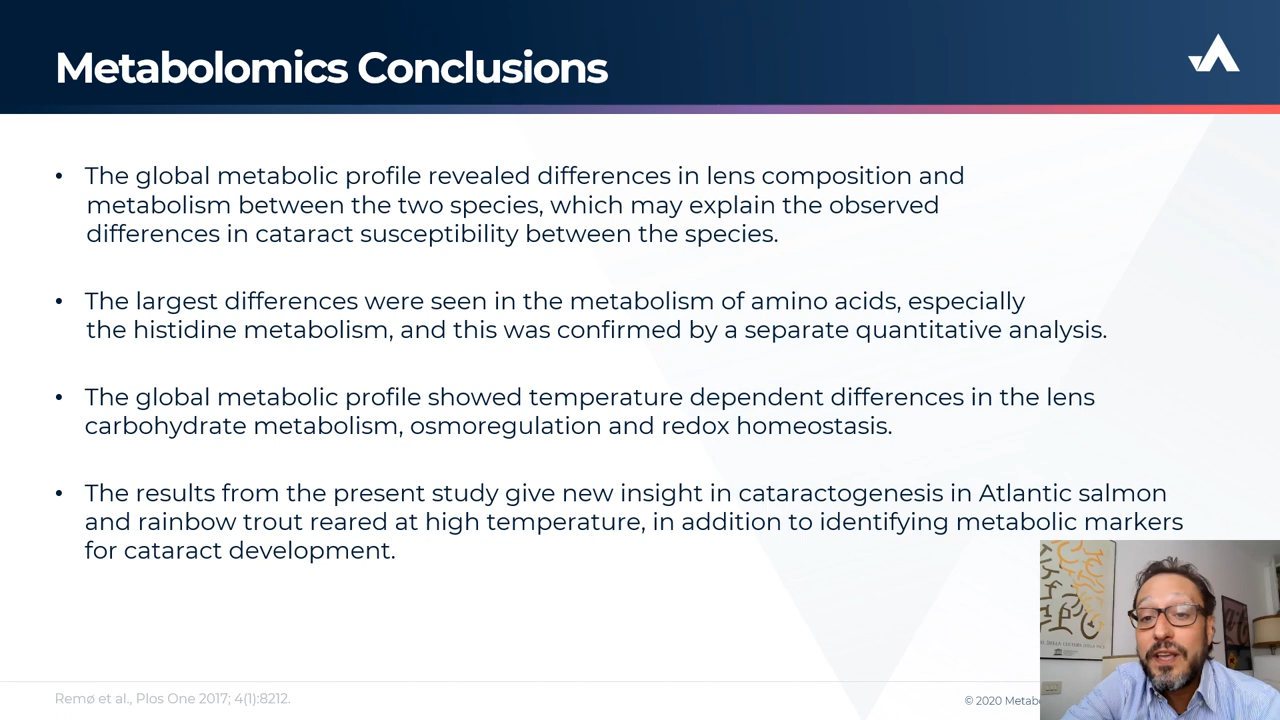 Metabolomics Conclusions
• The global metabolic profile revealed differences in lens composition and
metabolism between the two species, which may explain the observed
differences in cataract susceptibility between the species.
• The largest differences were seen in the metabolism of amino acids, especially
the histidine metabolism, and this was confirmed by a separate quantitative analysis.
• The global metabolic profile showed temperature dependent differences in the lens
carbohydrate metabolism, osmoregulation and redox homeostasis.
• The results from the present study give new insight in cataractogenesis in Atlantic salmon
and rainbow trout reared at high temperature, in addition to identifying metabolic markers
for cataract development.
Remø et al., Plos One 2017; 4(1):8212.
© 2020 Metabo